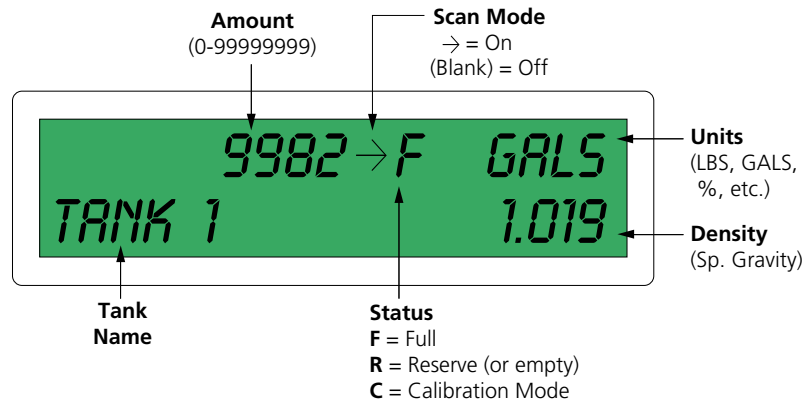 Amount
(0-99999999)
Scan Mode
→ = On
(Blank) = Off
9982 → F GALS
TANK 1 1.019
Units
(LBS, GALS,
%, etc.)
Density
(Sp. Gravity)
Tank
Name
Status
F = Full
R = Reserve (or empty)
C = Calibration Mode